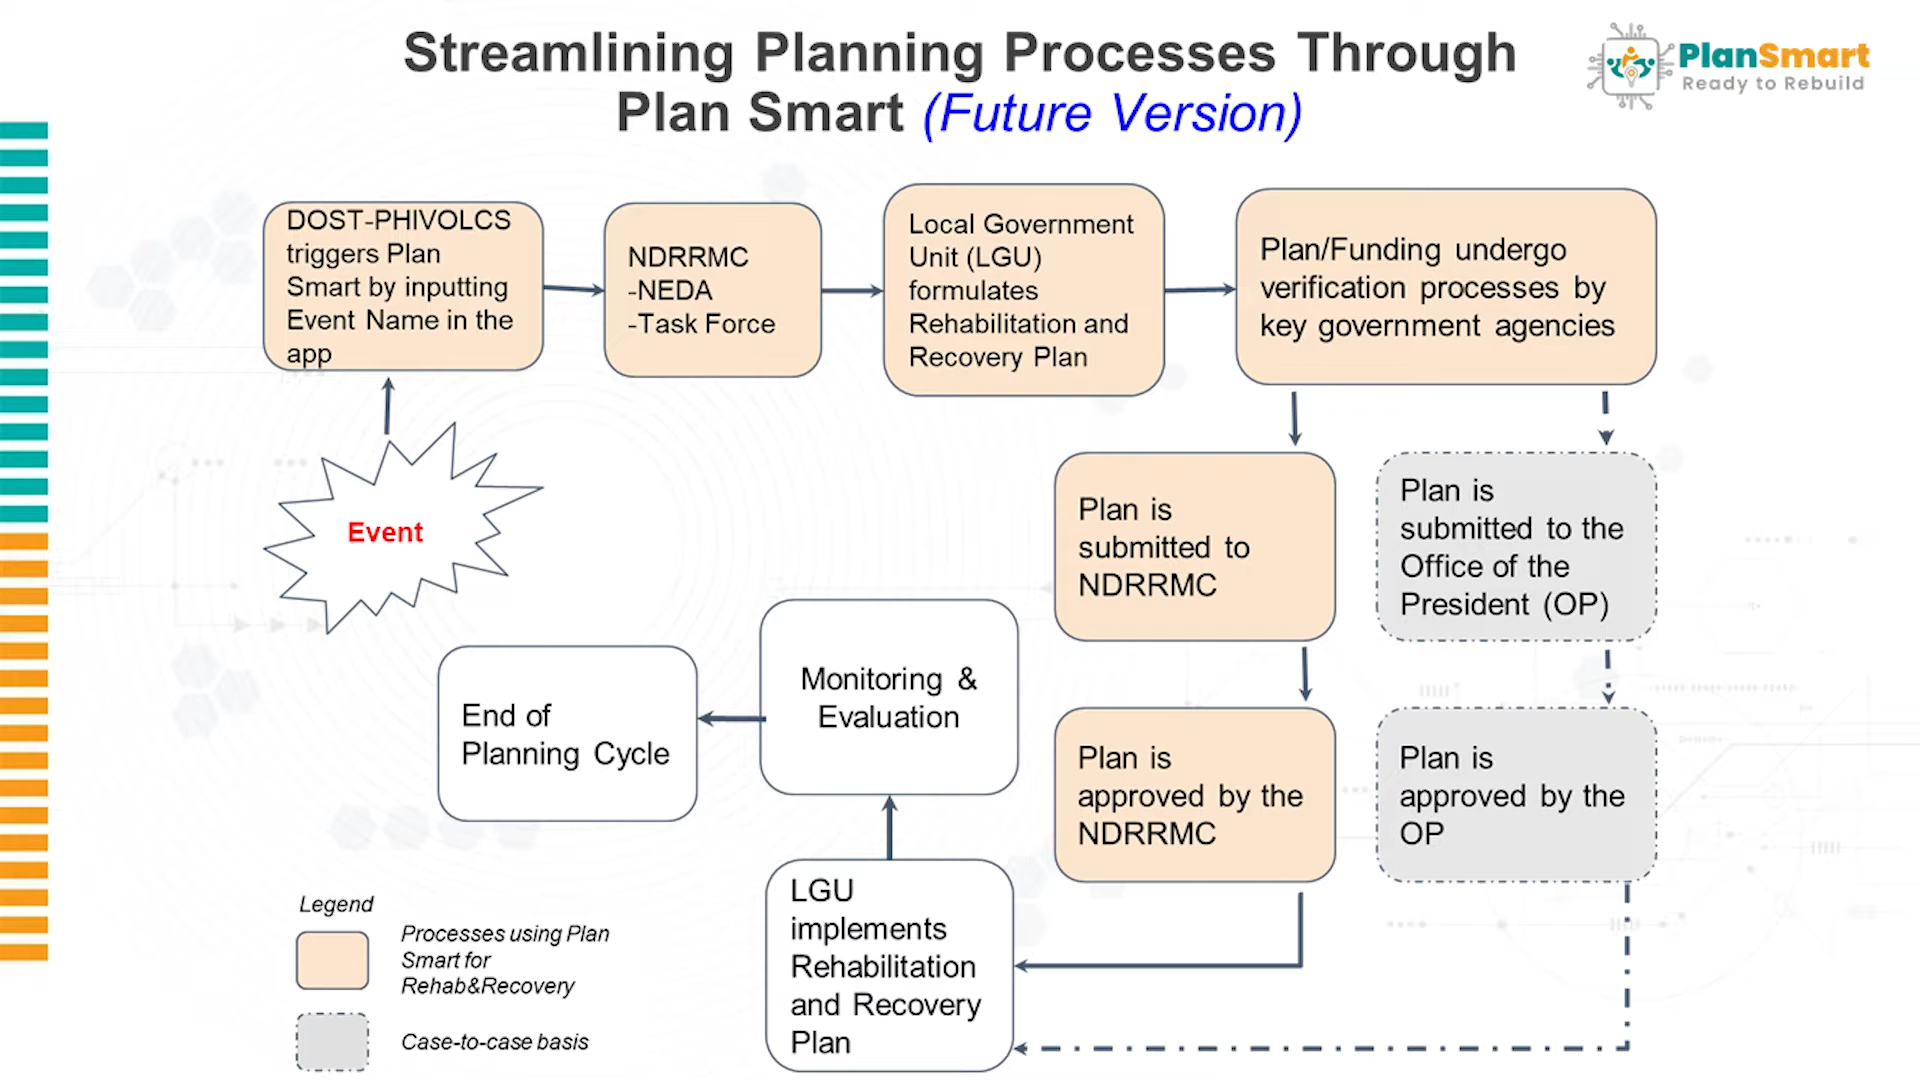 Streamlining Planning Processes Through
Plan Smart (Future Version)
PlanSmart
Ready to Rebuild
DOST-PHIVOLCS
triggers Plan
Smart by inputting
Event Name in the
app
NDRRMC
-NEDA
-Task Force
Local Government
Unit (LGU)
formulates
Rehabilitation and
Recovery Plan
Plan/Funding undergo
verification processes by
key government agencies
Event
Plan is
submitted to
NDRRMC
Plan is
submitted to the
Office of the
President (OP)
Plan is
approved by the
NDRRMC
Plan is
approved by the
OP
LGU
implements
Rehabilitation
and Recovery
Plan
Monitoring &
Evaluation
End of
Planning Cycle
Legend
Processes using Plan
Smart for
Rehab&Recovery
Case-to-case basis